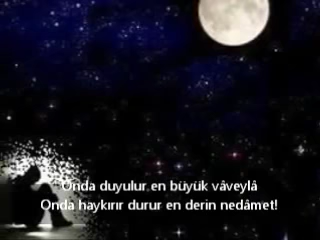 Onda duyulur en büyük vâveylâ
Onda haykırır durur en derin nedâmet!